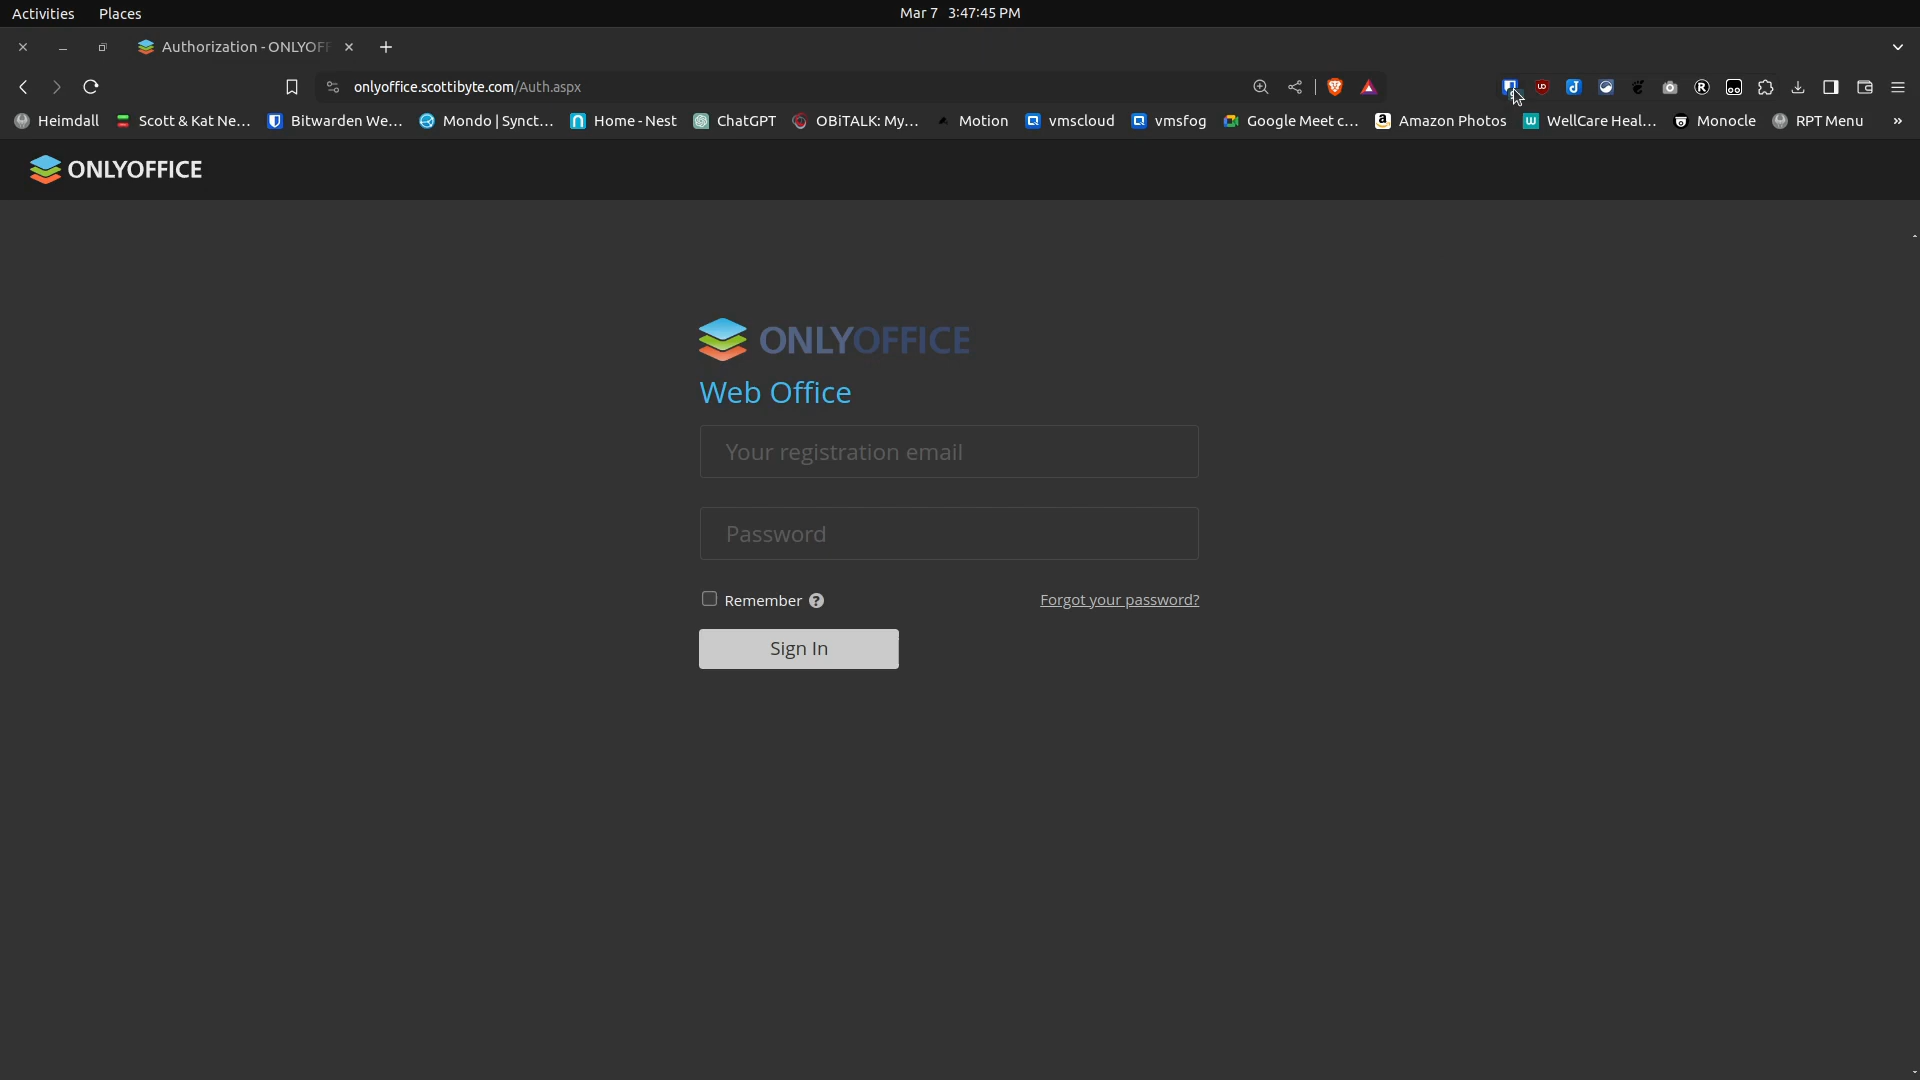 Activities Places Mar 7 3:47:45 PM
Authorization - ONLYOFF
onlyoffice.scottibyte.com/Auth.aspx
Heimdall Scott & Kat Ne... Bitwarden We... Mondo | Synct... Home - Nest ChatGPT OBiTALK: My... Motion vmscloud vmsfog Google Meet c... Amazon Photos WellCare Heal... Monocle RPT Menu »
ONLYOFFICE
ONLYOFFICE
Web Office
Your registration email
Password
Remember ? Forgot your password?
Sign In